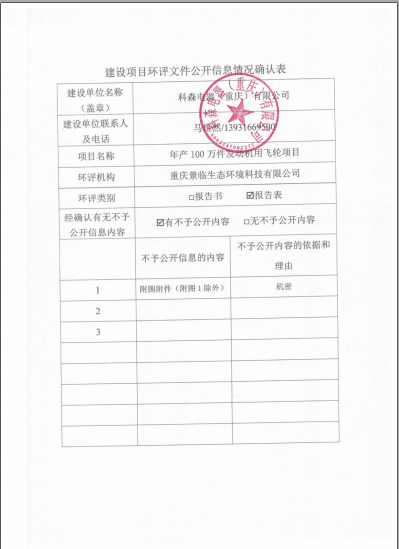 建设项目环评文件公开信息情况确认表
建设单位名称
（盖章）
科森电器（重庆）有限公司
建设单位联系人
及电话
项目名称
年产100万件发动机用飞轮项目
环评机构
重庆景临生态环境科技有限公司
环评类别
□报告书 ☑报告表
经确认有无不予
公开信息内容
☑有不予公开内容 □无不予公开内容
不予公开信息的内容
不予公开内容的依据和
理由
1
附图附件（附图1除外）
机密
2
3